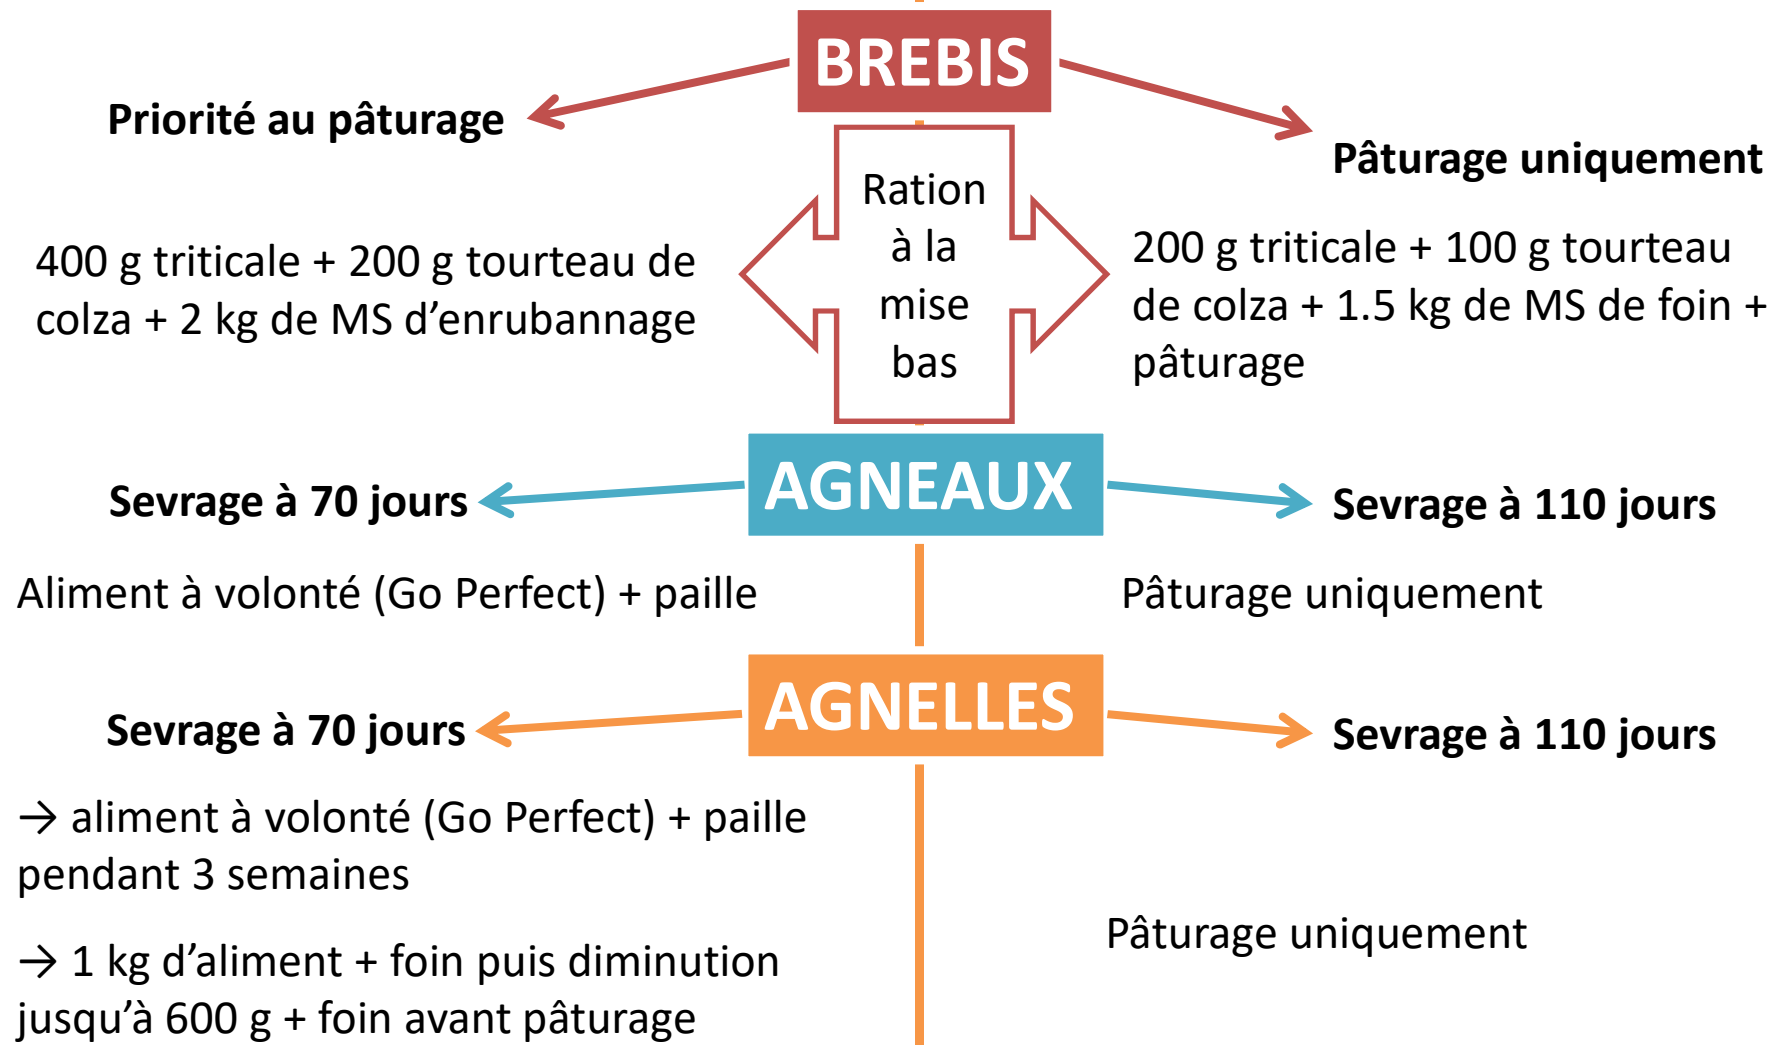 BREBIS
Priorité au pâturage
Pâturage uniquement
Ration
à la
mise
bas
400 g triticale + 200 g tourteau de
colza + 2 kg de MS d’enrubannage
200 g triticale + 100 g tourteau
de colza + 1.5 kg de MS de foin +
pâturage
AGNEAUX
Sevrage à 70 jours
Sevrage à 110 jours
Aliment à volonté (Go Perfect) + paille
Pâturage uniquement
AGNELLES
Sevrage à 70 jours
Sevrage à 110 jours
→ aliment à volonté (Go Perfect) + paille
pendant 3 semaines
→ 1 kg d’aliment + foin puis diminution
jusqu’à 600 g + foin avant pâturage
Pâturage uniquement